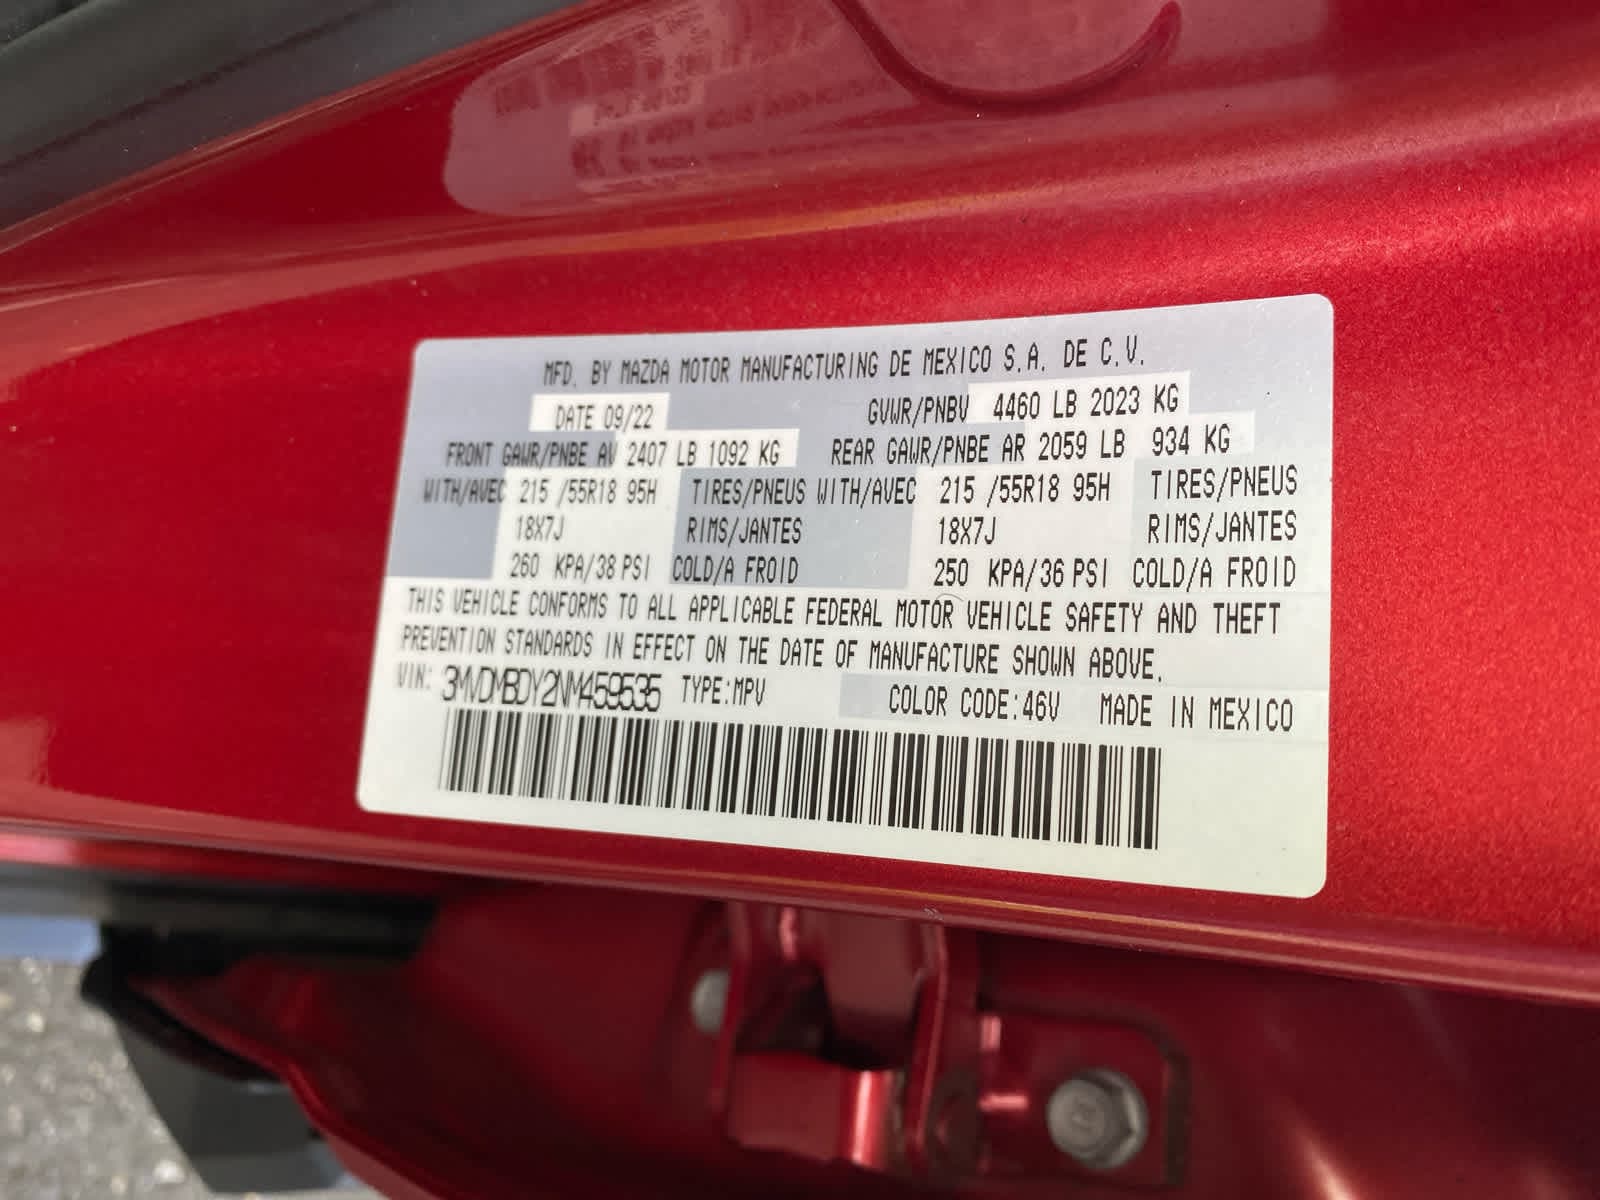 MFD. BY MAZDA MOTOR MANUFACTURING DE MEXICO S.A. DE C.V.
DATE 09/22 GVWR/PNBV 4460 LB 2023 KG
FRONT GAWR/PNBE AV 2407 LB 1092 KG REAR GAWR/PNBE AR 2059 LB 934 KG
WITH/AVEC 215 /55R18 95H TIRES/PNEUS WITH/AVEC 215 /55R18 95H TIRES/PNEUS
18X7J RIMS/JANTES 18X7J RIMS/JANTES
260 KPA/38 PSI COLD/A FROID 250 KPA/36 PSI COLD/A FROID
THIS VEHICLE CONFORMS TO ALL APPLICABLE FEDERAL MOTOR VEHICLE SAFETY AND THEFT
PREVENTION STANDARDS IN EFFECT ON THE DATE OF MANUFACTURE SHOWN ABOVE.
VIN: 3MVDMBDY2NM459535 TYPE:MPV COLOR CODE:46V MADE IN MEXICO